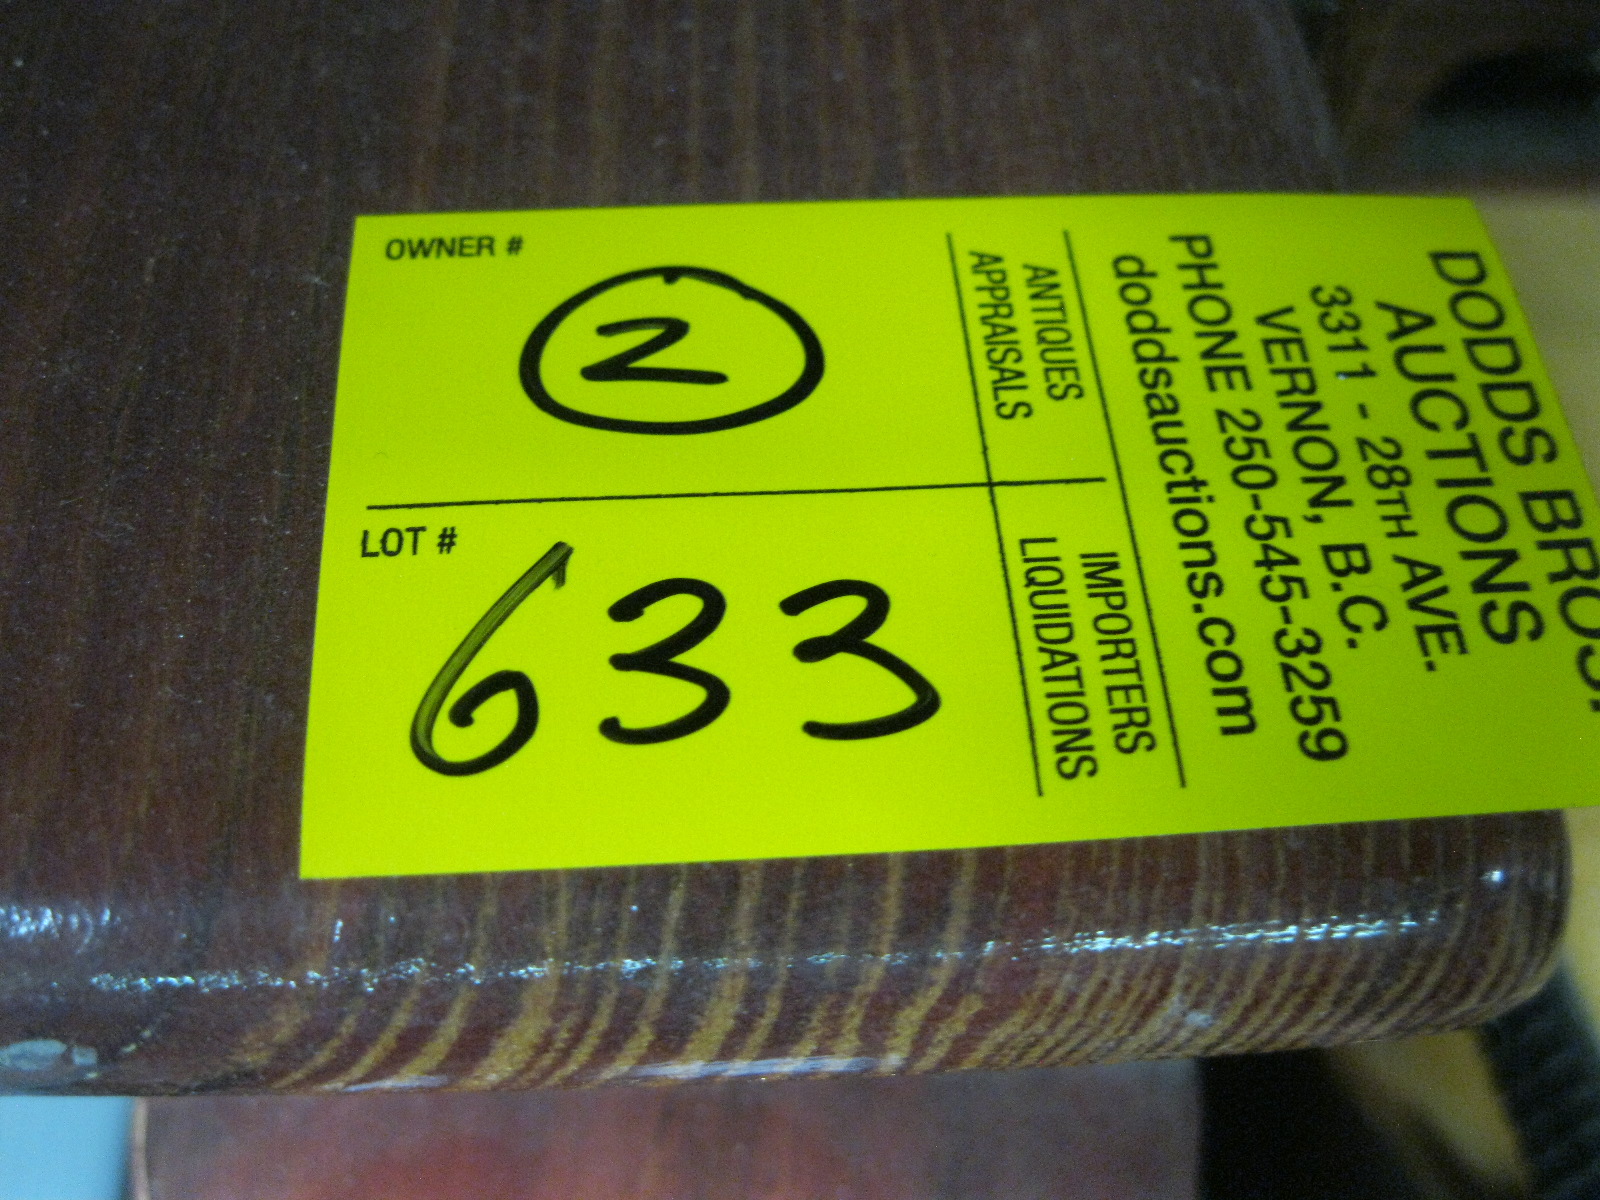 OWNER #
2
LOT #
633
ANTIQUES
APPRAISALS
IMPORTERS
LIQUIDATIONS
DODDS BROS.
AUCTIONS
3311 - 28TH AVE.
VERNON, B.C.
PHONE 250-545-3259
doddsauctions.com